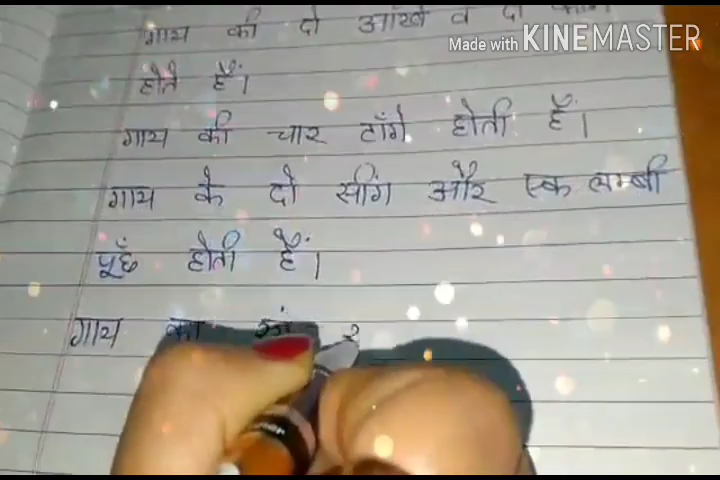 गाय की दो आँखे व दो कान
Made with KINEMASTER
होते हैं।
गाय की चार टाँगे होती हैं।
गाय के दो सींग और एक लम्बी
पूछँ होती हैं।
गाय का